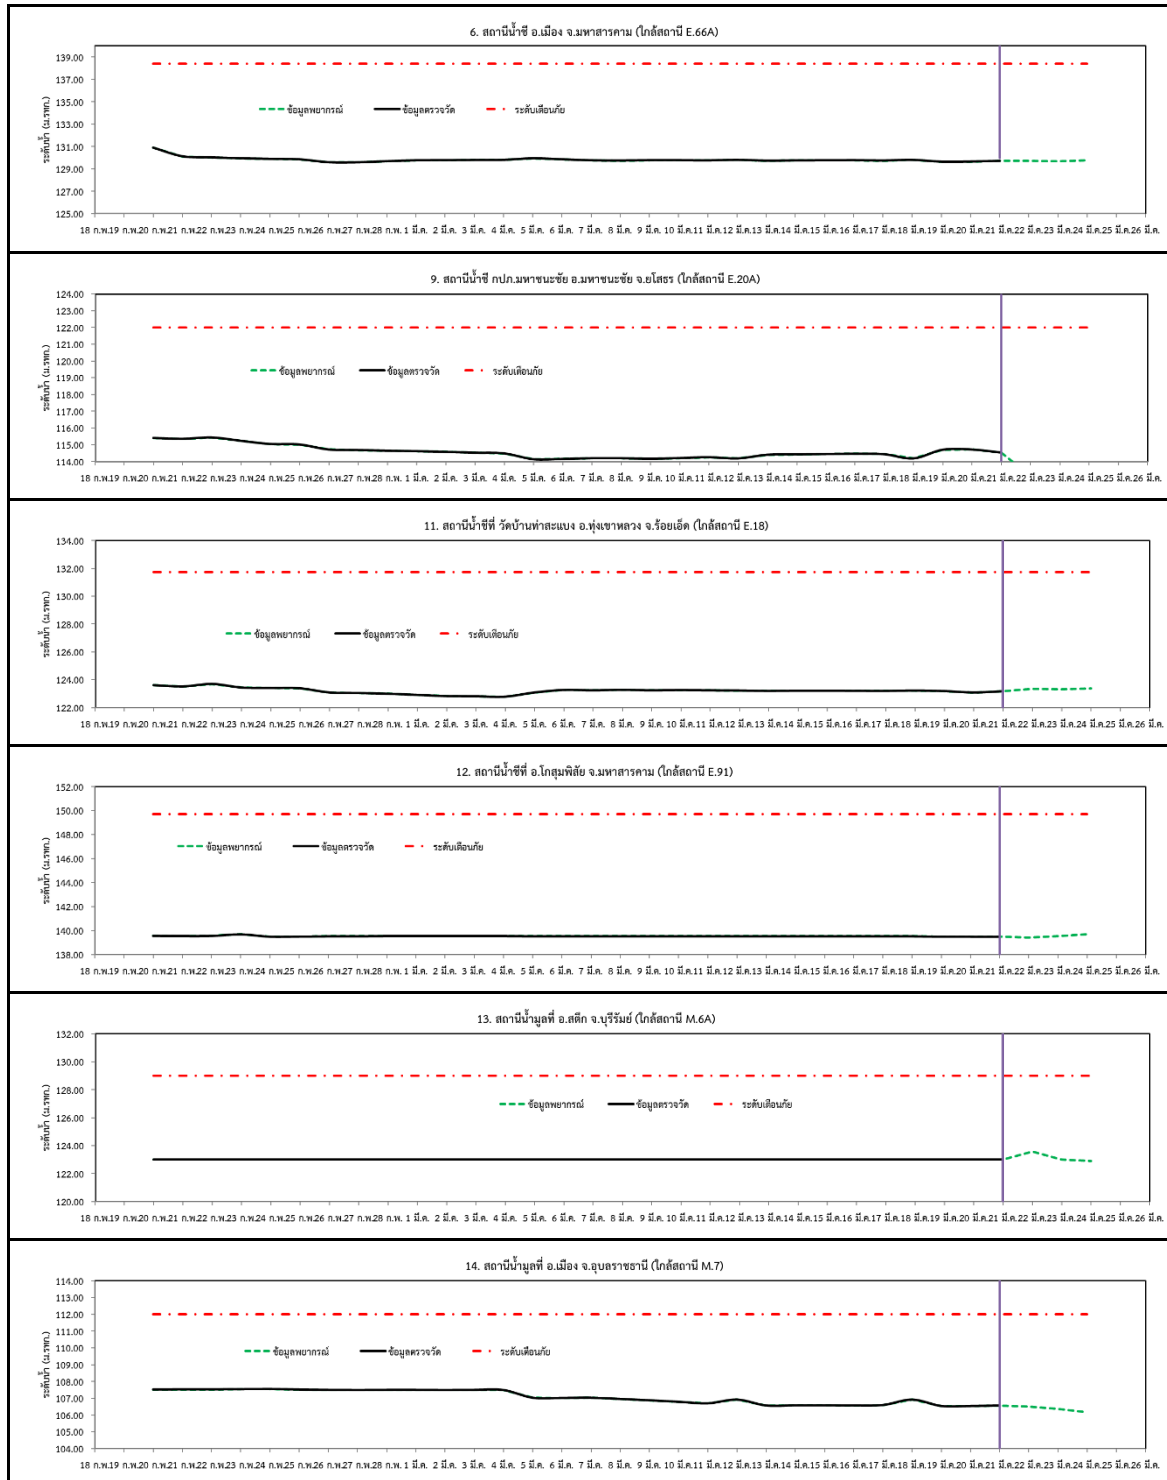 6. สถานีน้ำชี อ.เมือง จ.มหาสารคาม (ใกล้สถานี E.66A)
ระดับน้ำ (ม.รทก.)
139.00
137.00
135.00
133.00
131.00
129.00
127.00
125.00
ข้อมูลพยากรณ์ ข้อมูลตรวจวัด ระดับเตือนภัย
18 ก.พ.19 ก.พ.20 ก.พ.21 ก.พ.22 ก.พ.23 ก.พ.24 ก.พ.25 ก.พ.26 ก.พ.27 ก.พ.28 ก.พ. 1 มี.ค. 2 มี.ค. 3 มี.ค. 4 มี.ค. 5 มี.ค. 6 มี.ค. 7 มี.ค. 8 มี.ค. 9 มี.ค. 10 มี.ค.11 มี.ค.12 มี.ค.13 มี.ค.14 มี.ค.15 มี.ค.16 มี.ค.17 มี.ค.18 มี.ค.19 มี.ค.20 มี.ค.21 มี.ค.22 มี.ค.23 มี.ค.24 มี.ค.25 มี.ค.26 มี.ค.
9. สถานีน้ำชี กปภ.มหาชนะชัย อ.มหาชนะชัย จ.ยโสธร (ใกล้สถานี E.20A)
ระดับน้ำ (ม.รทก.)
124.00
123.00
122.00
121.00
120.00
119.00
118.00
117.00
116.00
115.00
114.00
ข้อมูลพยากรณ์ ข้อมูลตรวจวัด ระดับเตือนภัย
18 ก.พ.19 ก.พ.20 ก.พ.21 ก.พ.22 ก.พ.23 ก.พ.24 ก.พ.25 ก.พ.26 ก.พ.27 ก.พ.28 ก.พ. 1 มี.ค. 2 มี.ค. 3 มี.ค. 4 มี.ค. 5 มี.ค. 6 มี.ค. 7 มี.ค. 8 มี.ค. 9 มี.ค. 10 มี.ค.11 มี.ค.12 มี.ค.13 มี.ค.14 มี.ค.15 มี.ค.16 มี.ค.17 มี.ค.18 มี.ค.19 มี.ค.20 มี.ค.21 มี.ค.22 มี.ค.23 มี.ค.24 มี.ค.25 มี.ค.26 มี.ค.
11. สถานีน้ำชีที่ วัดบ้านท่าสะแบง อ.ทุ่งเขาหลวง จ.ร้อยเอ็ด (ใกล้สถานี E.18)
ระดับน้ำ (ม.รทก.)
134.00
132.00
130.00
128.00
126.00
124.00
122.00
ข้อมูลพยากรณ์ ข้อมูลตรวจวัด ระดับเตือนภัย
18 ก.พ.19 ก.พ.20 ก.พ.21 ก.พ.22 ก.พ.23 ก.พ.24 ก.พ.25 ก.พ.26 ก.พ.27 ก.พ.28 ก.พ. 1 มี.ค. 2 มี.ค. 3 มี.ค. 4 มี.ค. 5 มี.ค. 6 มี.ค. 7 มี.ค. 8 มี.ค. 9 มี.ค. 10 มี.ค.11 มี.ค.12 มี.ค.13 มี.ค.14 มี.ค.15 มี.ค.16 มี.ค.17 มี.ค.18 มี.ค.19 มี.ค.20 มี.ค.21 มี.ค.22 มี.ค.23 มี.ค.24 มี.ค.25 มี.ค.26 มี.ค.
12. สถานีน้ำชีที่ อ.โกสุมพิสัย จ.มหาสารคาม (ใกล้สถานี E.91)
ระดับน้ำ (ม.รทก.)
152.00
150.00
148.00
146.00
144.00
142.00
140.00
138.00
ข้อมูลพยากรณ์ ข้อมูลตรวจวัด ระดับเตือนภัย
18 ก.พ.19 ก.พ.20 ก.พ.21 ก.พ.22 ก.พ.23 ก.พ.24 ก.พ.25 ก.พ.26 ก.พ.27 ก.พ.28 ก.พ. 1 มี.ค. 2 มี.ค. 3 มี.ค. 4 มี.ค. 5 มี.ค. 6 มี.ค. 7 มี.ค. 8 มี.ค. 9 มี.ค. 10 มี.ค.11 มี.ค.12 มี.ค.13 มี.ค.14 มี.ค.15 มี.ค.16 มี.ค.17 มี.ค.18 มี.ค.19 มี.ค.20 มี.ค.21 มี.ค.22 มี.ค.23 มี.ค.24 มี.ค.25 มี.ค.26 มี.ค.
13. สถานีน้ำมูลที่ อ.สตึก จ.บุรีรัมย์ (ใกล้สถานี M.6A)
ระดับน้ำ (ม.รทก.)
132.00
130.00
128.00
126.00
124.00
122.00
120.00
ข้อมูลพยากรณ์ ข้อมูลตรวจวัด ระดับเตือนภัย
18 ก.พ.19 ก.พ.20 ก.พ.21 ก.พ.22 ก.พ.23 ก.พ.24 ก.พ.25 ก.พ.26 ก.พ.27 ก.พ.28 ก.พ. 1 มี.ค. 2 มี.ค. 3 มี.ค. 4 มี.ค. 5 มี.ค. 6 มี.ค. 7 มี.ค. 8 มี.ค. 9 มี.ค. 10 มี.ค.11 มี.ค.12 มี.ค.13 มี.ค.14 มี.ค.15 มี.ค.16 มี.ค.17 มี.ค.18 มี.ค.19 มี.ค.20 มี.ค.21 มี.ค.22 มี.ค.23 มี.ค.24 มี.ค.25 มี.ค.26 มี.ค.
14. สถานีน้ำมูลที่ อ.เมือง จ.อุบลราชธานี (ใกล้สถานี M.7)
ระดับน้ำ (ม.รทก.)
114.00
113.00
112.00
111.00
110.00
109.00
108.00
107.00
106.00
105.00
104.00
ข้อมูลพยากรณ์ ข้อมูลตรวจวัด ระดับเตือนภัย
18 ก.พ.19 ก.พ.20 ก.พ.21 ก.พ.22 ก.พ.23 ก.พ.24 ก.พ.25 ก.พ.26 ก.พ.27 ก.พ.28 ก.พ. 1 มี.ค. 2 มี.ค. 3 มี.ค. 4 มี.ค. 5 มี.ค. 6 มี.ค. 7 มี.ค. 8 มี.ค. 9 มี.ค. 10 มี.ค.11 มี.ค.12 มี.ค.13 มี.ค.14 มี.ค.15 มี.ค.16 มี.ค.17 มี.ค.18 มี.ค.19 มี.ค.20 มี.ค.21 มี.ค.22 มี.ค.23 มี.ค.24 มี.ค.25 มี.ค.26 มี.ค.